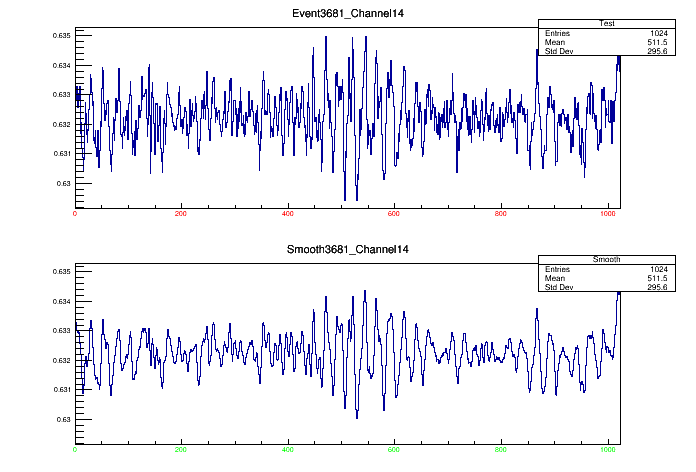 Event3681_Channel14
Test
Entries 1024
Mean 511.5
Std Dev 295.6
0.635
0.634
0.633
0.632
0.631
0.63
0 200 400 600 800 1000
Smooth3681_Channel14
Smooth
Entries 1024
Mean 511.5
Std Dev 295.6
0.635
0.634
0.633
0.632
0.631
0.63
0 200 400 600 800 1000